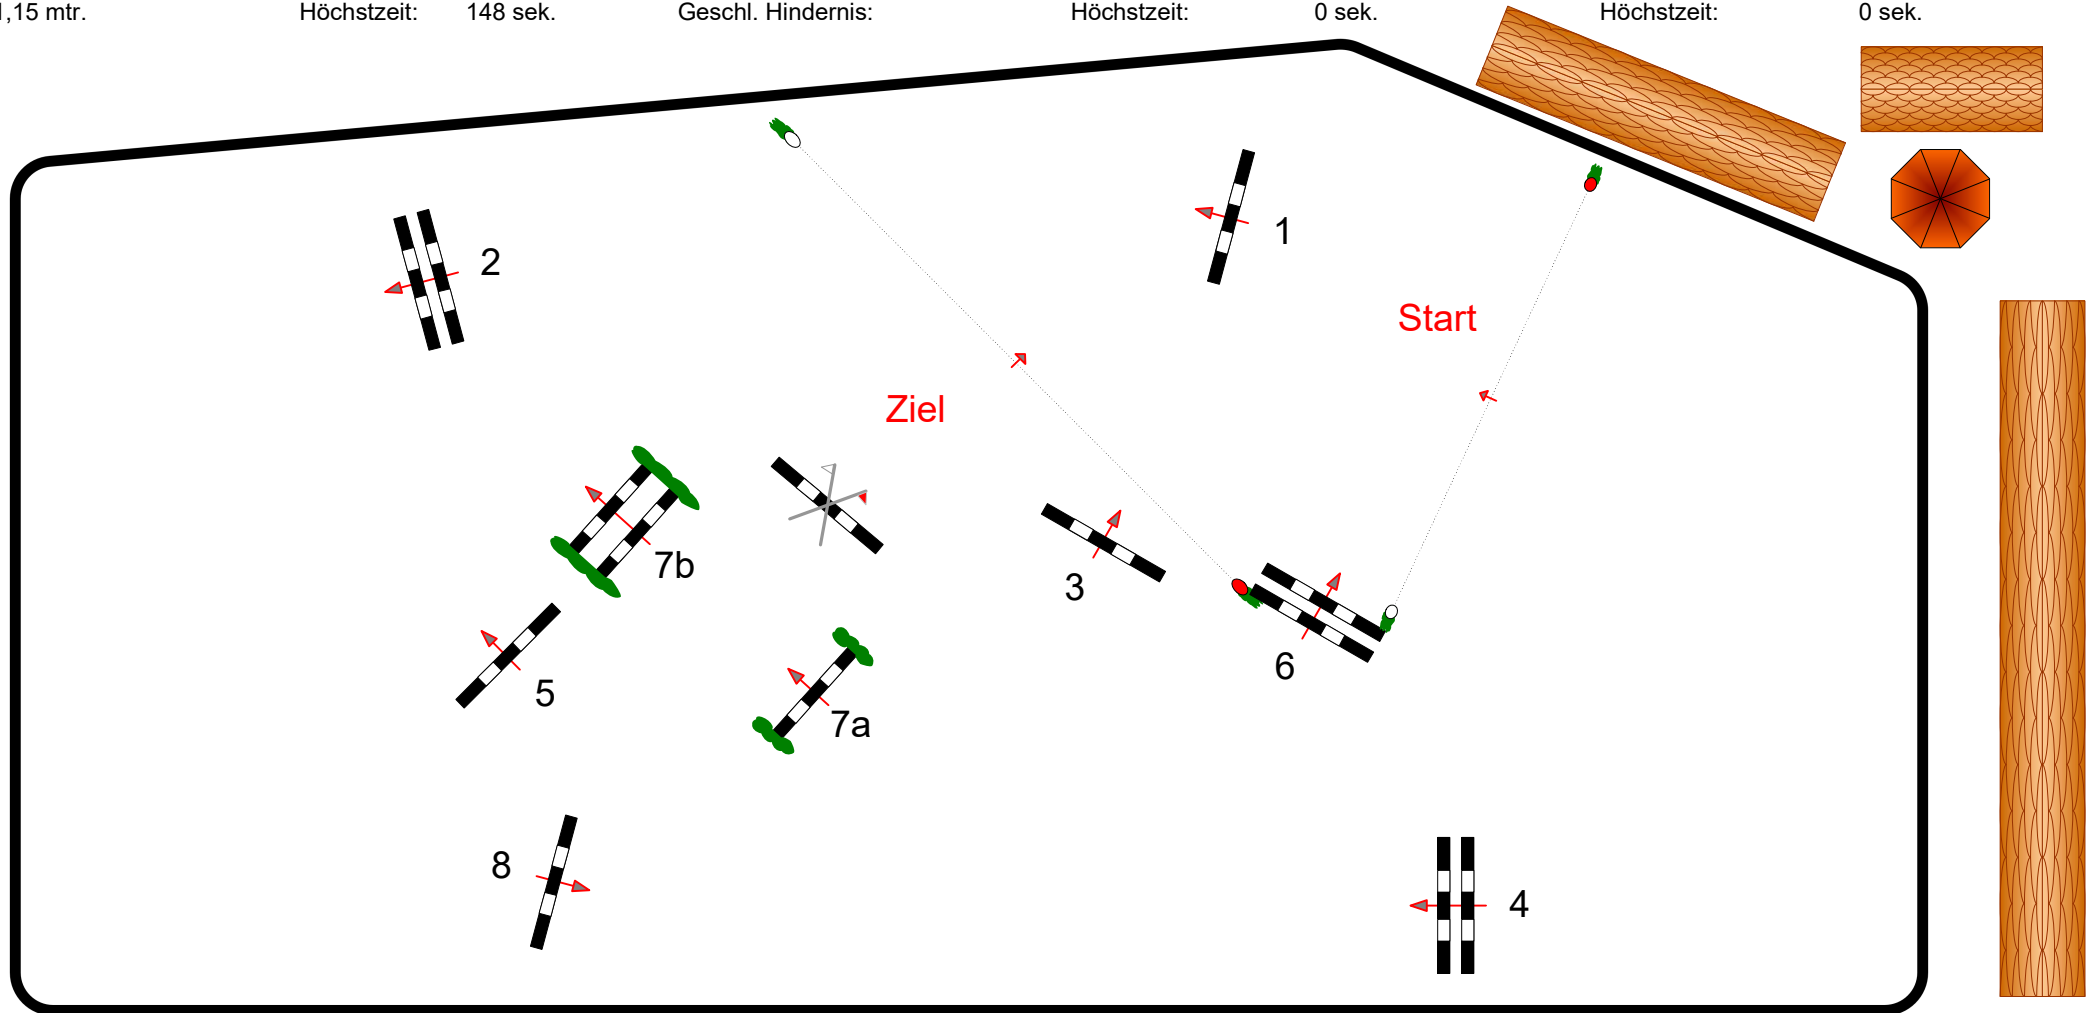 1,15 mtr. Höchstzeit: 148 sek. Geschl. Hindernis: Höchstzeit: 0 sek. Höchstzeit: 0 sek.
1
2
Start
Ziel
7b
3
6
5
7a
8
4